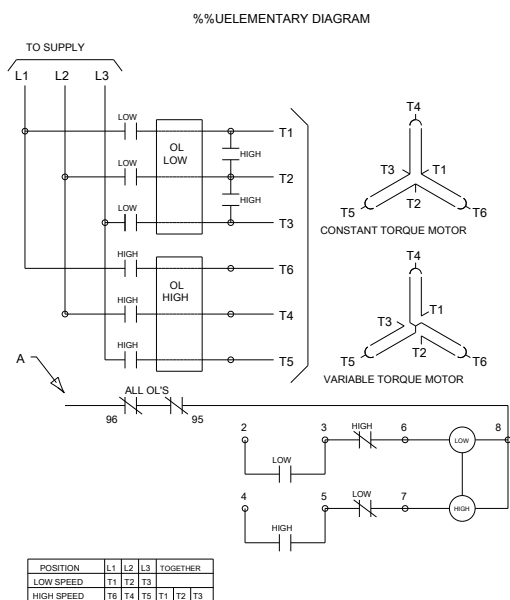 %%UELEMENTARY DIAGRAM
TO SUPPLY
L1 L2 L3
LOW
T1
OL
LOW
HIGH
LOW
T2
HIGH
LOW
T3
HIGH
T6
OL
HIGH
HIGH
T4
HIGH
T5
T4
T3 T1
T2
T5 T6
CONSTANT TORQUE MOTOR
T4
T1
T3
T2
T5 T6
VARIABLE TORQUE MOTOR
A
ALL OL'S
96 95
2 3 HIGH 6 LOW 8
LOW
4 5 LOW 7 HIGH
HIGH
POSITION L1 L2 L3 TOGETHER
LOW SPEED T1 T2 T3
HIGH SPEED T6 T4 T5 T1 T2 T3